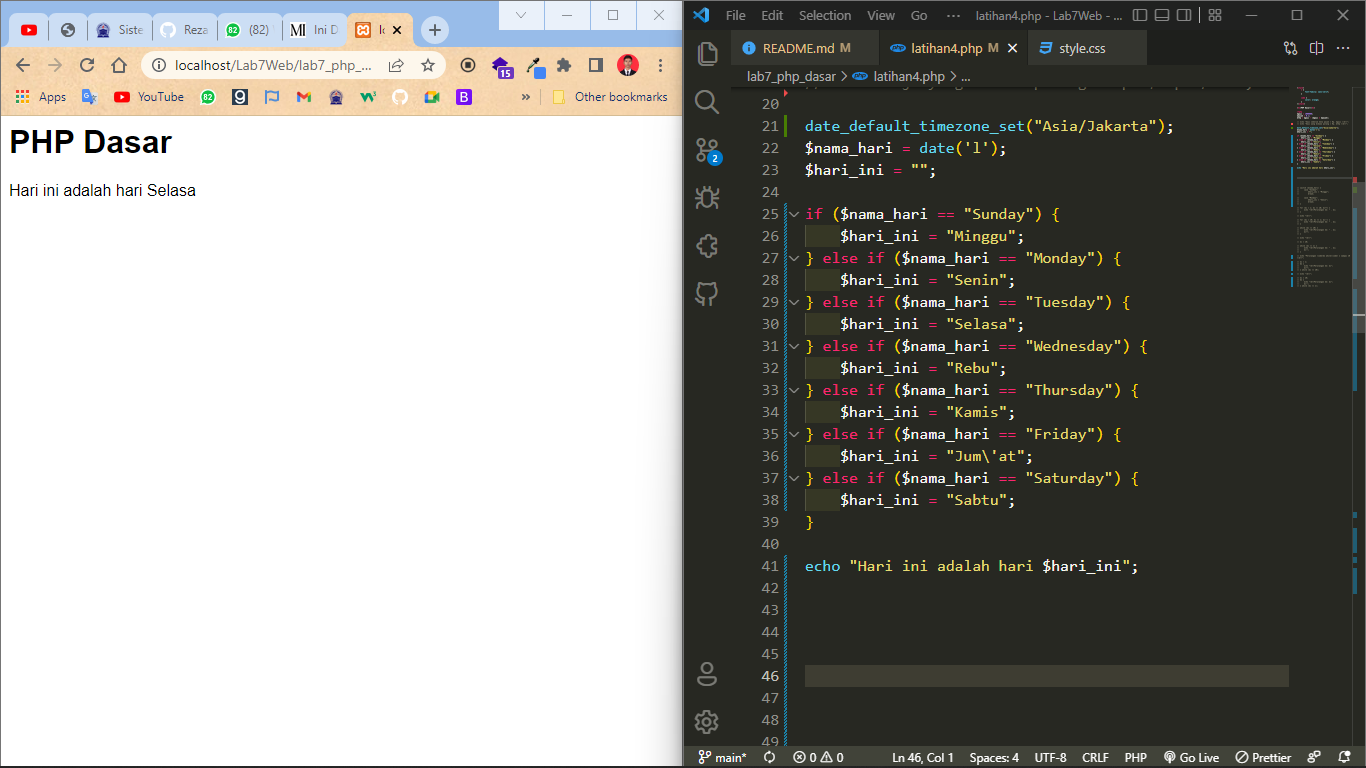 Siste
Reza
(82)
Ini D
localhost/Lab7Web/lab7_php_...
15
Apps
YouTube
Other bookmarks
PHP Dasar
Hari ini adalah hari Selasa
File Edit Selection View Go ··· latihan4.php - Lab7Web - ...
README.md M latihan4.php M style.css
lab7_php_dasar > latihan4.php > ...
2
20
21 date_default_timezone_set("Asia/Jakarta");
22 $nama_hari = date('l');
23 $hari_ini = "";
24
25 if ($nama_hari == "Sunday") {
26 $hari_ini = "Minggu";
27 } else if ($nama_hari == "Monday") {
28 $hari_ini = "Senin";
29 } else if ($nama_hari == "Tuesday") {
30 $hari_ini = "Selasa";
31 } else if ($nama_hari == "Wednesday") {
32 $hari_ini = "Rebu";
33 } else if ($nama_hari == "Thursday") {
34 $hari_ini = "Kamis";
35 } else if ($nama_hari == "Friday") {
36 $hari_ini = "Jum\'at";
37 } else if ($nama_hari == "Saturday") {
38 $hari_ini = "Sabtu";
39 }
40
41 echo "Hari ini adalah hari $hari_ini";
42
43
44
45
46
47
48
49
main* 0 0 Ln 46, Col 1 Spaces: 4 UTF-8 CRLF PHP Go Live Prettier